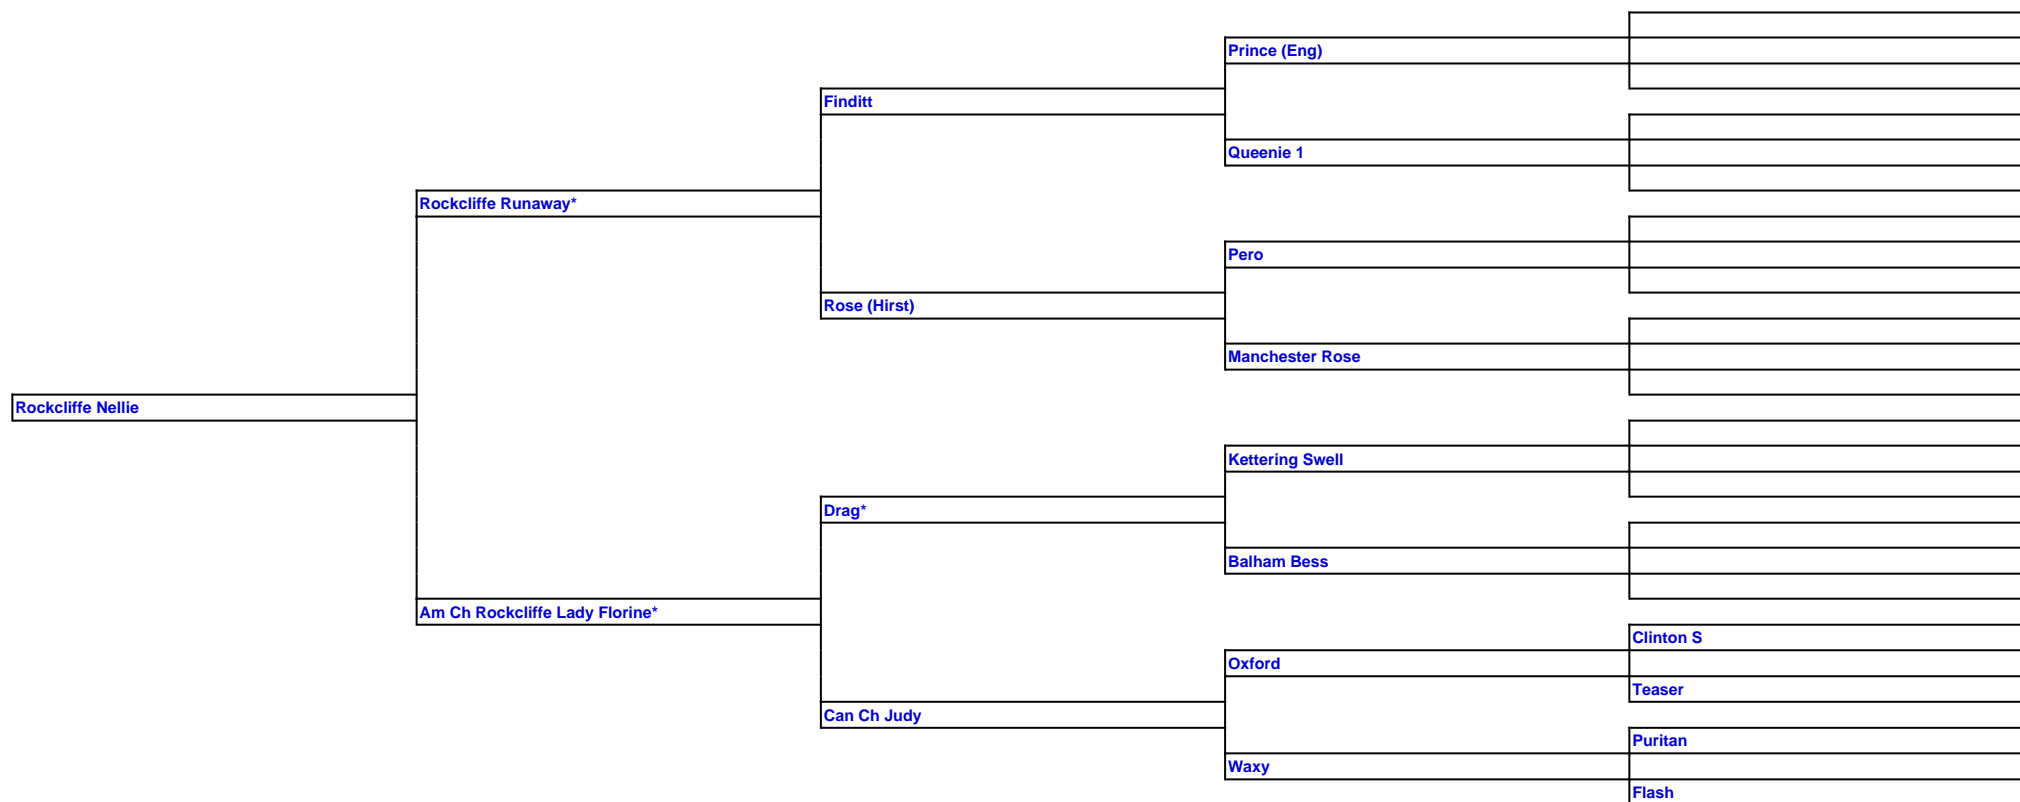 Prince (Eng)
Finditt
Queenie 1
Rockcliffe Runaway*
Pero
Rose (Hirst)
Manchester Rose
Rockcliffe Nellie
Kettering Swell
Drag*
Balham Bess
Am Ch Rockcliffe Lady Florine*
Clinton S
Oxford
Teaser
Can Ch Judy
Puritan
Waxy
Flash